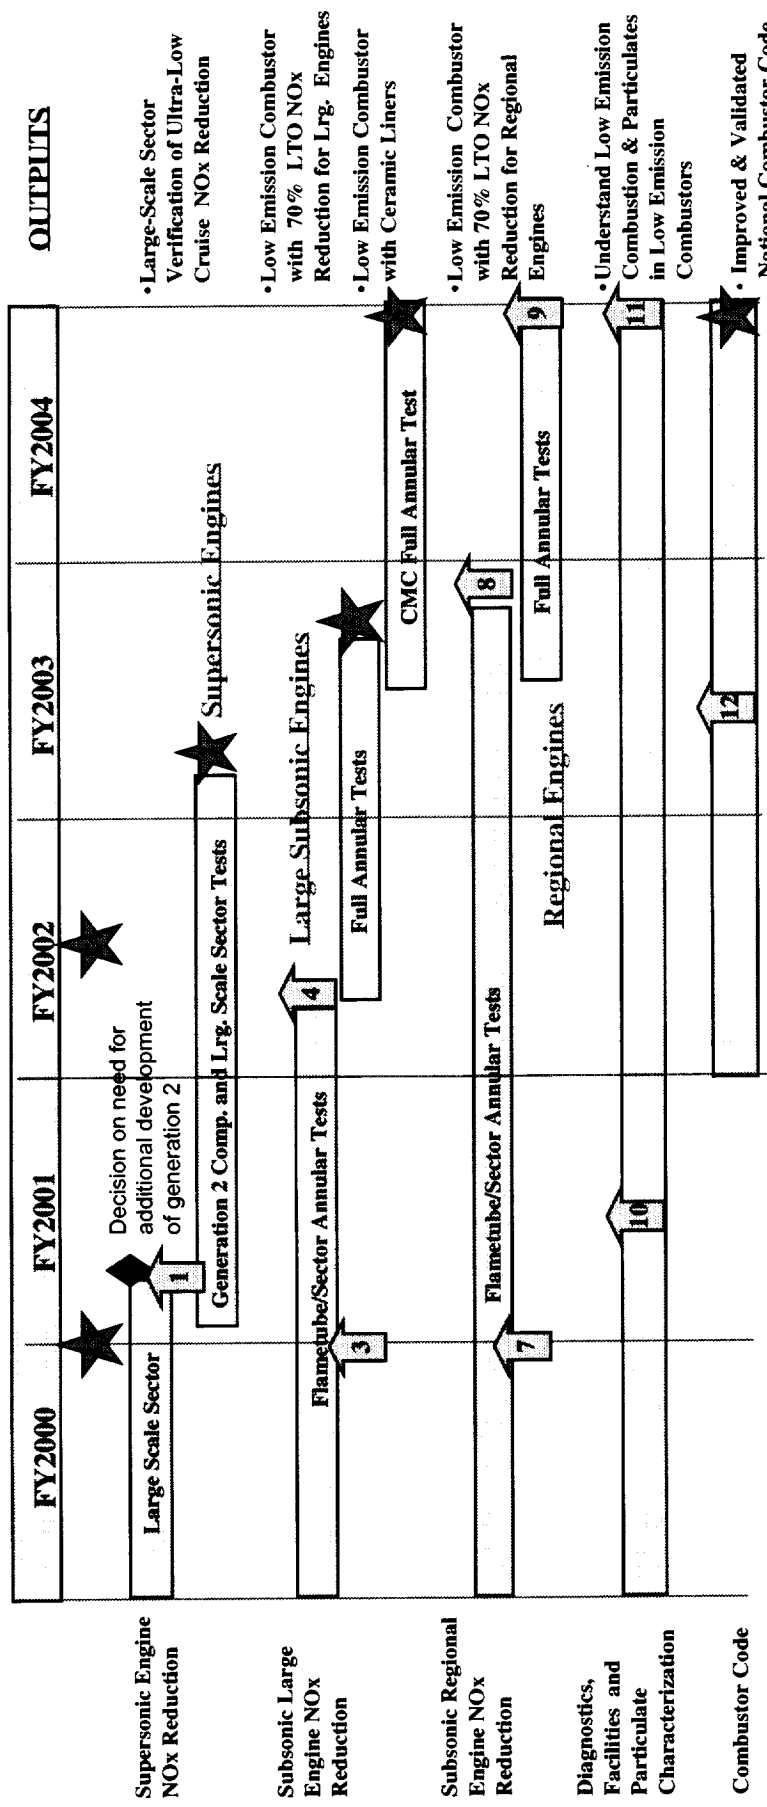 FY2000
FY2001
FY2002
FY2003
FY2004
OUTPUTS
Supersonic Engine
NOx Reduction
Large Scale Sector
1
Decision on need for
additional development
of generation 2
Generation 2 Comp. and Lrg. Scale Sector Tests
Supersonic Engines
•Large-Scale Sector
Verification of Ultra-Low
Cruise NOx Reduction
Subsonic Large
Engine NOx
Reduction
Flametube/Sector Annular Tests
3
4
Large Subsonic Engines
Full Annular Tests
CMC Full Annular Test
• Low Emission Combustor
with 70% LTO NOx
Reduction for Lrg. Engines
• Low Emission Combustor
with Ceramic Liners
Subsonic Regional
Engine NOx
Reduction
Flametube/Sector Annular Tests
7
8
Full Annular Tests
9
Regional Engines
• Low Emission Combustor
with 70% LTO NOx
Reduction for Regional
Engines
Diagnostics,
Facilities and
Particulate
Characterization
10
11
• Understand Low Emission
Combustion & Particulates
in Low Emission
Combustors
Combustor Code
12
• Improved & Validated
National Combustor Code